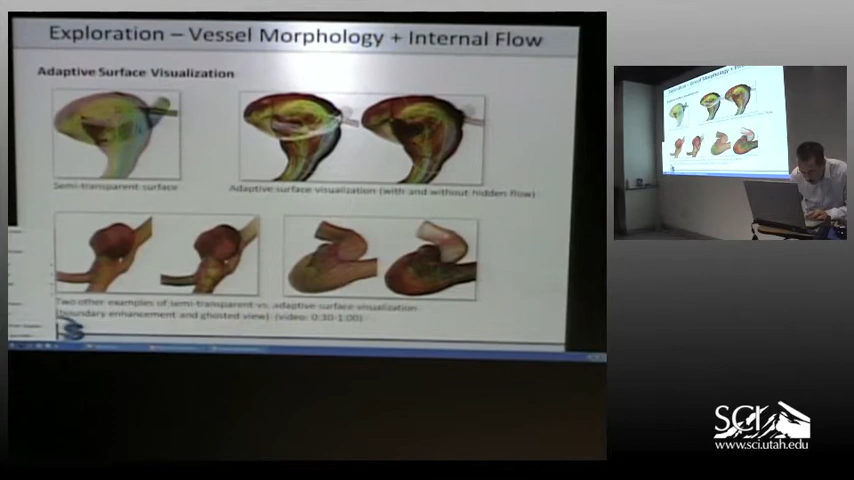 Exploration – Vessel Morphology + Internal Flow
Adaptive Surface Visualization
Semi-transparent surface
Adaptive surface visualization (with and without hidden flow)
Two other examples of semi-transparent vs. adaptive surface visualization
(boundary enhancement and ghosted view) (video: 0:30-1:00)
SCI
www.sci.utah.edu